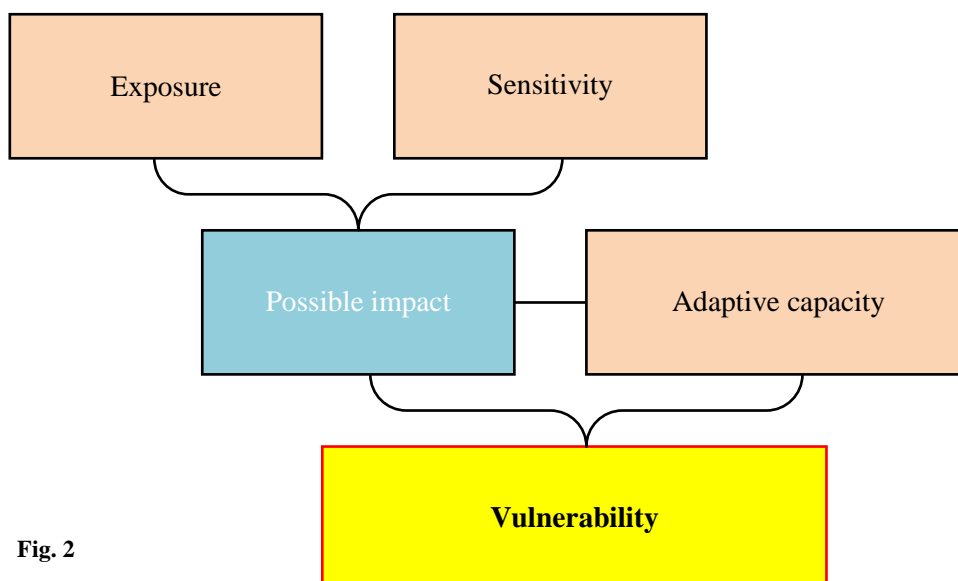 Exposure
Sensitivity
Possible impact
Adaptive capacity
Vulnerability
Fig. 2